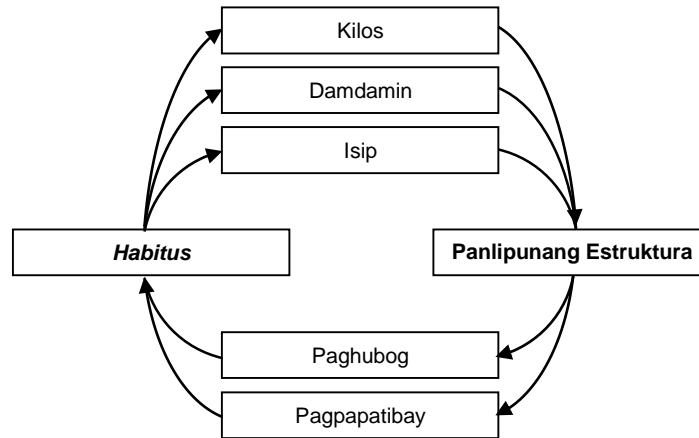 Kilos
Damdamin
Isip
Habitus
Panlipunang Estruktura
Paghubog
Pagpapatibay